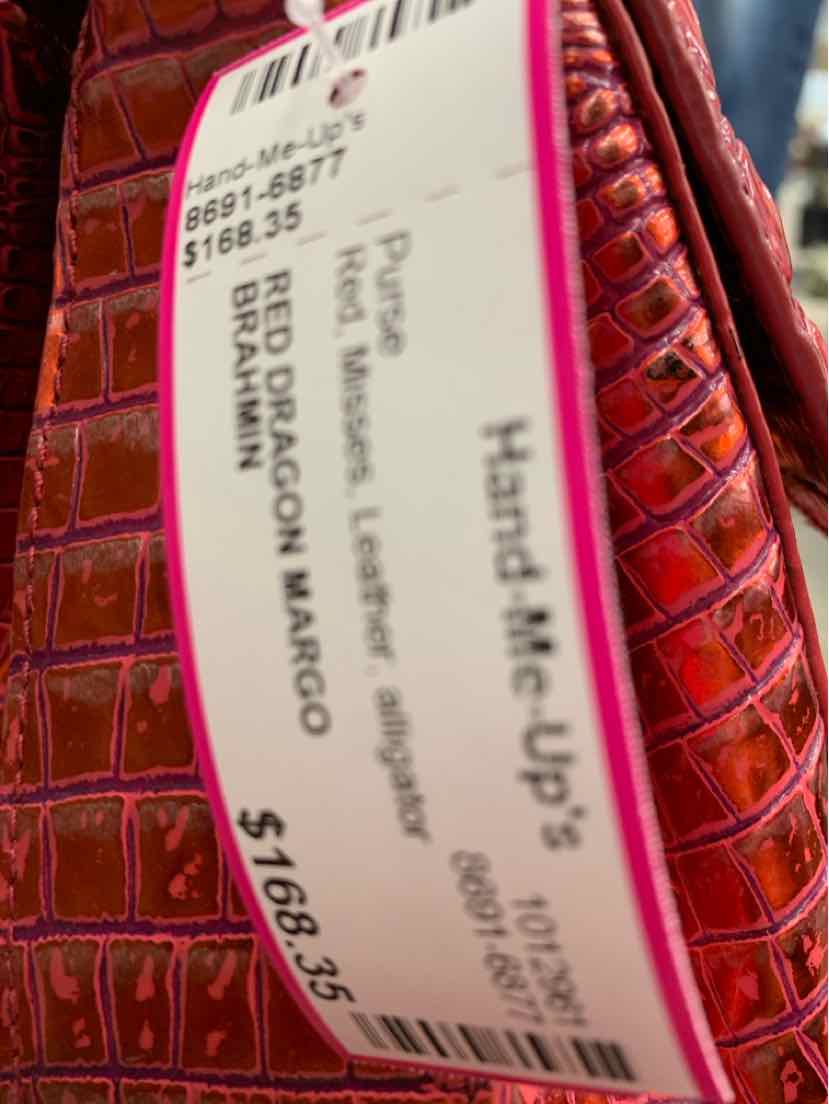 Hand-Me-Up's
8691-6877
$168.35
Hand-Me-Up's
1012961
8691-6877
Purse
Red, Misses, Leather, ailligator
RED DRAGON MARGO
BRAHMIN
$168.35